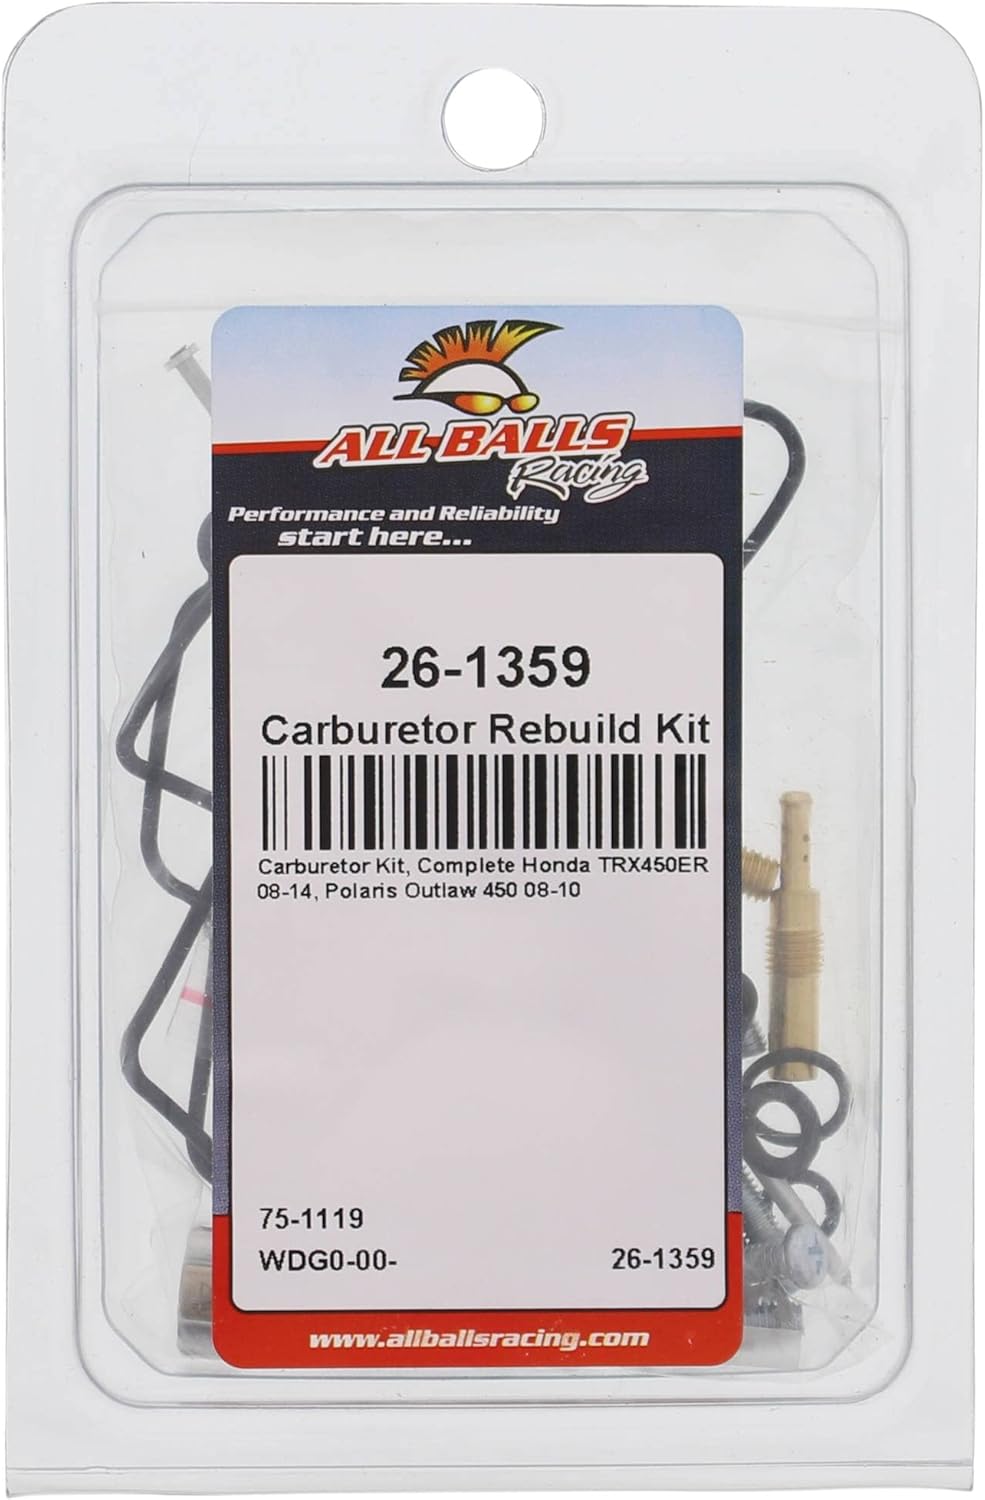 ALL BALLS
Racing
Performance and Reliability
start here...
26-1359
Carburetor Rebuild Kit
Carburetor Kit, Complete Honda TRX450ER
08-14, Polaris Outlaw 450 08-10
75-1119
WDG0-00- 26-1359
www.allballsracing.com